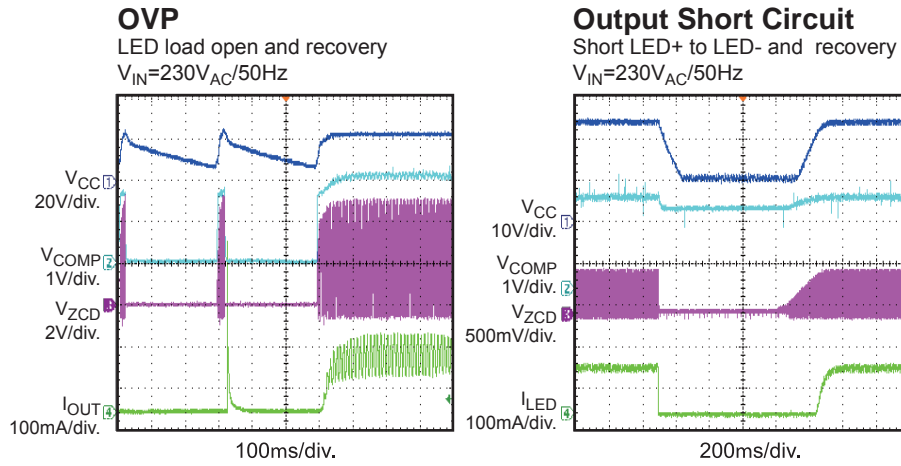 OVP
LED load open and recovery
VIN=230VAC/50Hz
VCC 1
20V/div.
VCOMP 2
1V/div.
3
VZCD
2V/div.
IOUT 4
100mA/div.
100ms/div.
Output Short Circuit
Short LED+ to LED- and recovery
VIN=230VAC/50Hz
VCC 1
10V/div.
VCOMP
1V/div. 2
VZCD 3
500mV/div.
ILED 4
100mA/div.
200ms/div.